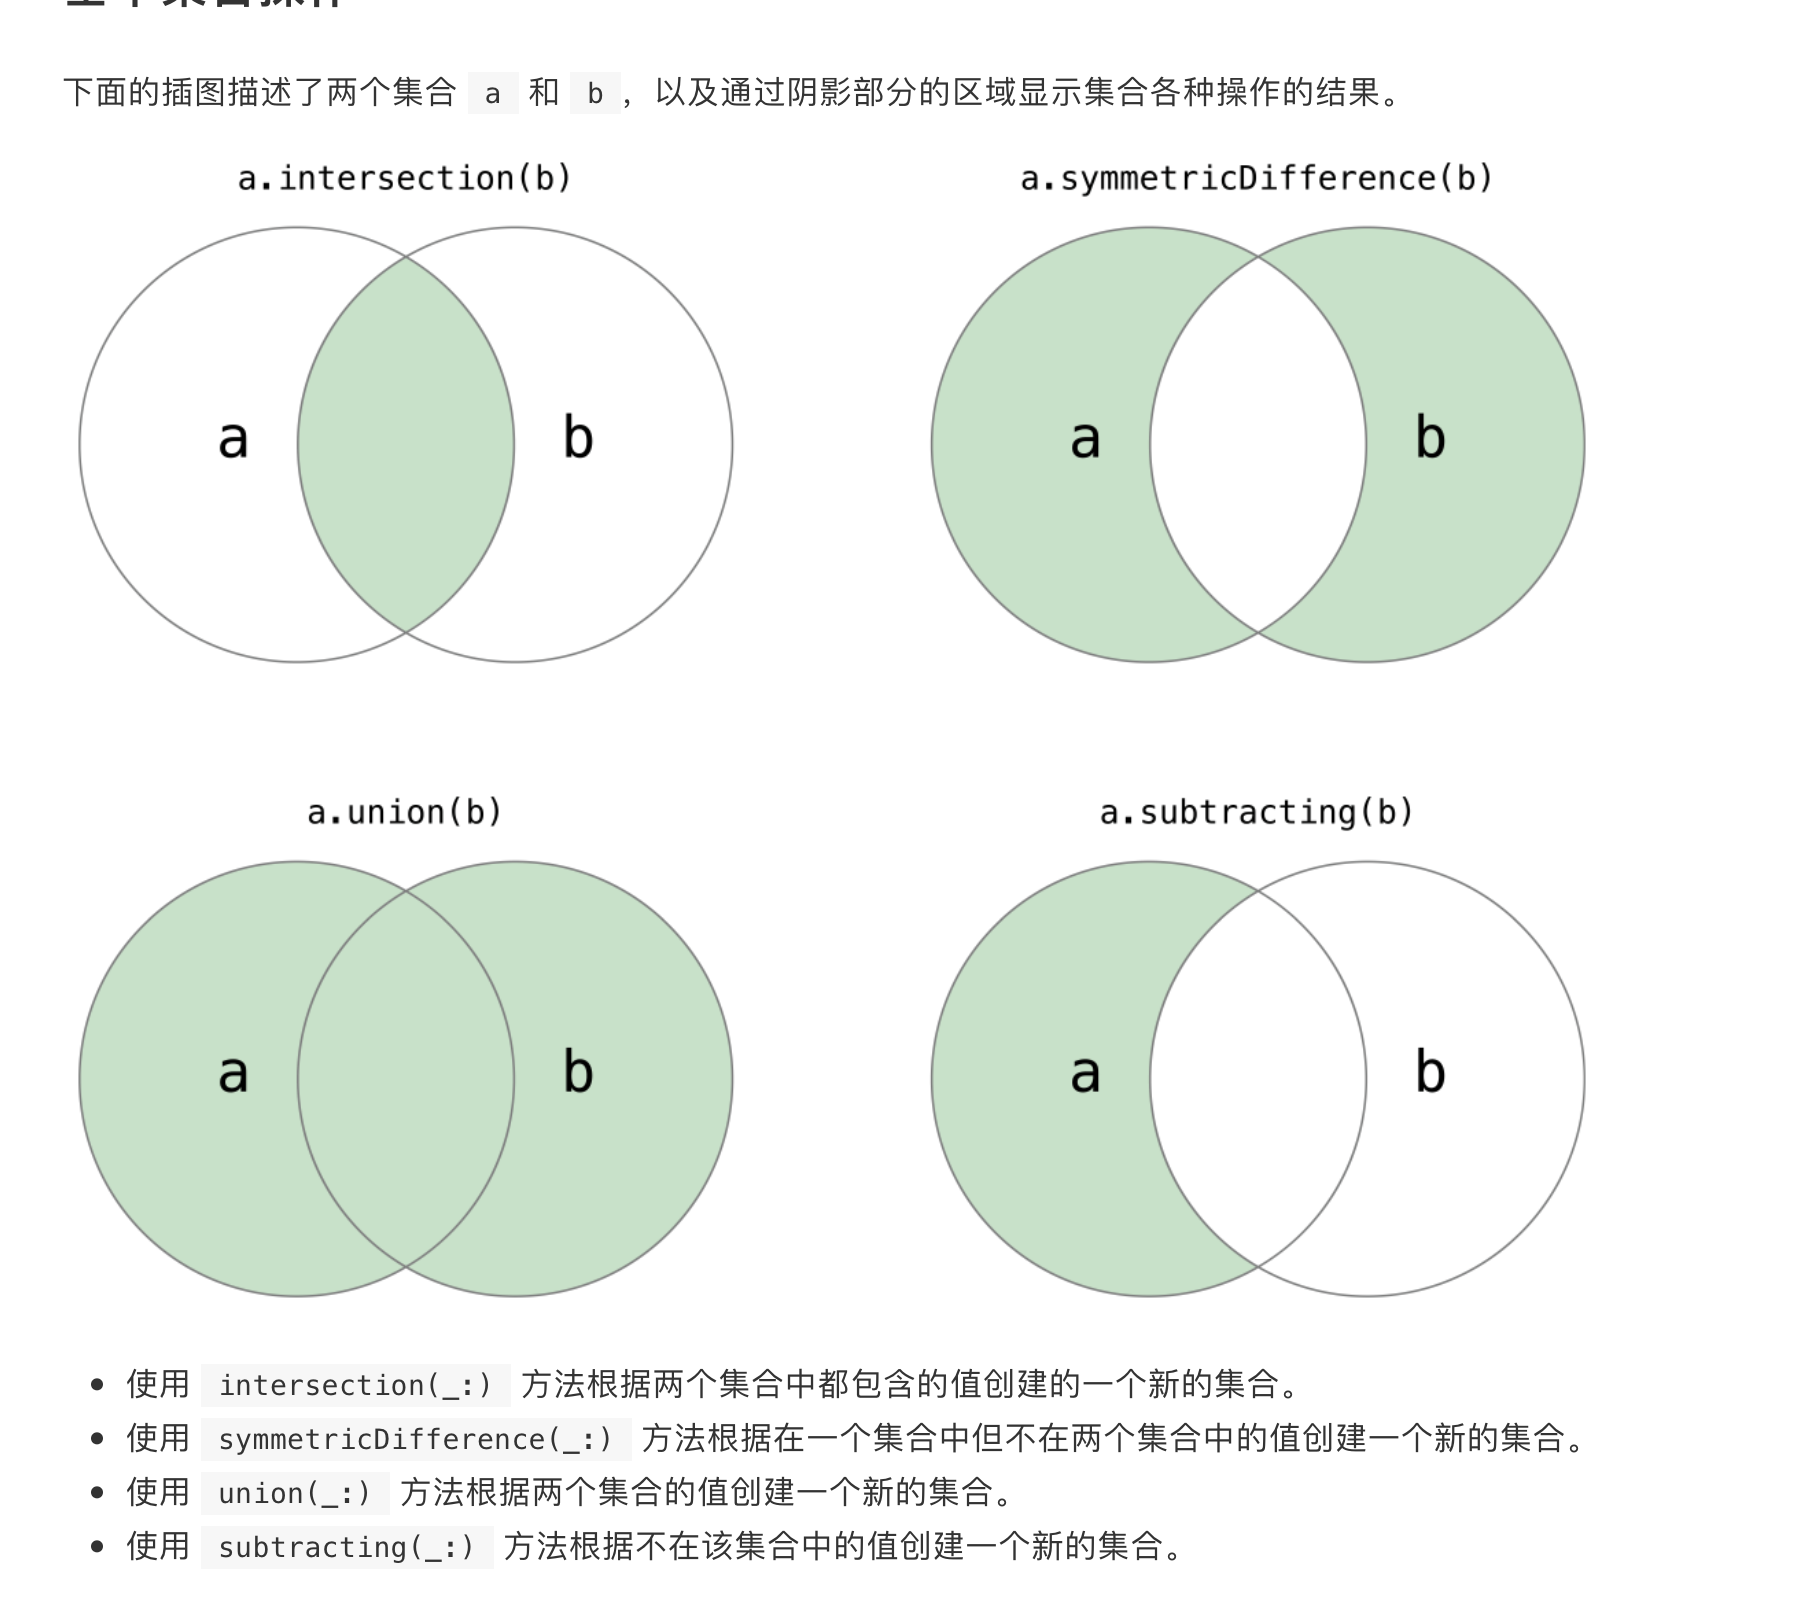 下面的插图描述了两个集合 a 和 b，以及通过阴影部分的区域显示集合各种操作的结果。
a.intersection(b)
a.symmetricDifference(b)
a
b
a
b
a.union(b)
a.subtracting(b)
a
b
a
b
使用 intersection(_:) 方法根据两个集合中都包含的值创建的一个新的集合。
使用 symmetricDifference(_:) 方法根据在一个集合中但不在两个集合中的值创建一个新的集合。
使用 union(_:) 方法根据两个集合的值创建一个新的集合。
使用 subtracting(_:) 方法根据不在该集合中的值创建一个新的集合。